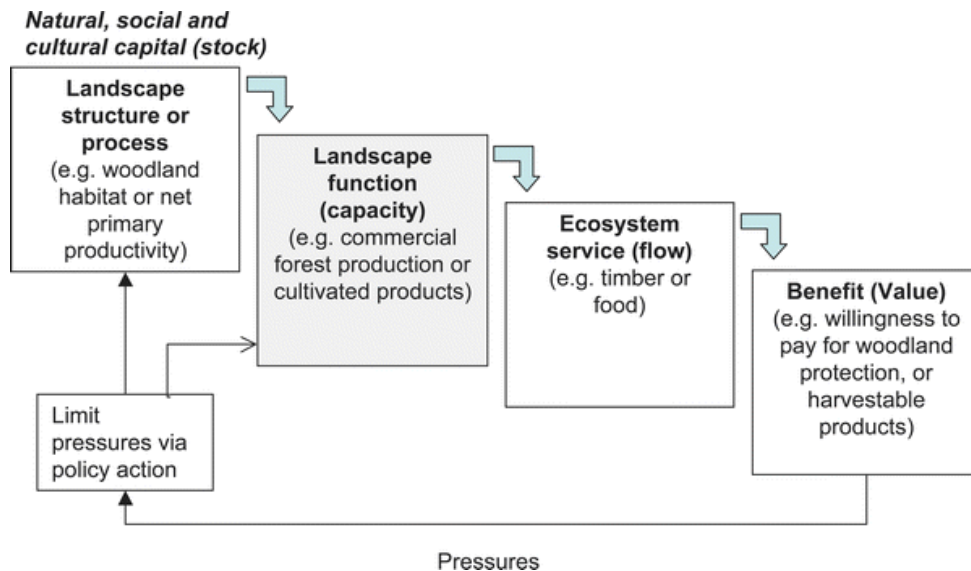 Natural, social and
cultural capital (stock)
Landscape
structure or
process
(e.g. woodland
habitat or net
primary
productivity)
Landscape
function
(capacity)
(e.g. commercial
forest production or
cultivated products)
Ecosystem
service (flow)
(e.g. timber or
food)
Benefit (Value)
(e.g. willingness to
pay for woodland
protection, or
harvestable
products)
Limit
pressures via
policy action
Pressures